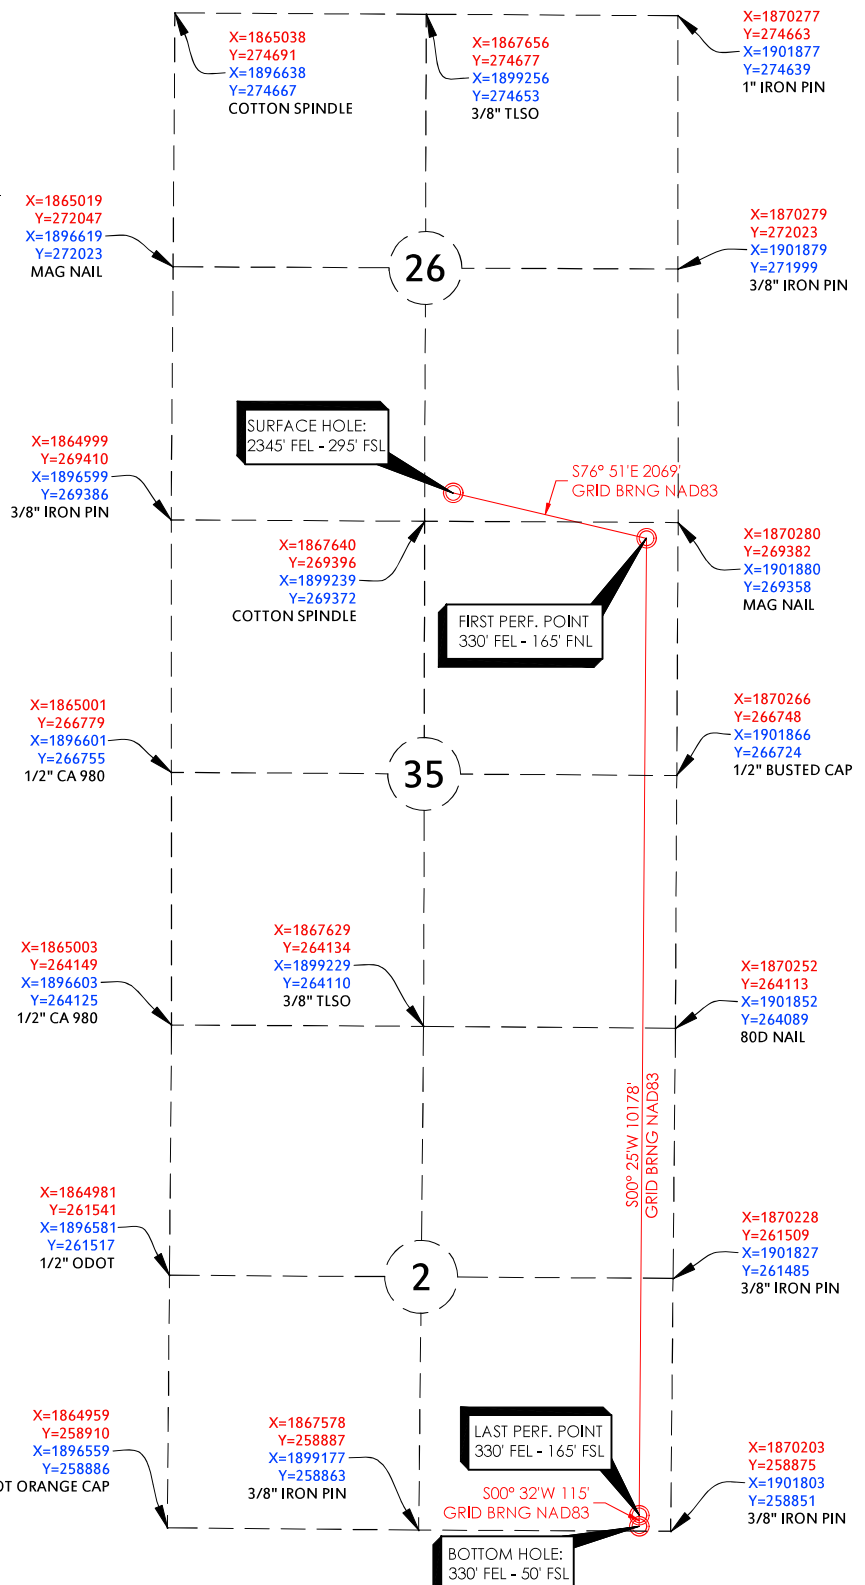 X=1865038
Y=274691
X=1896638
Y=274667
COTTON SPINDLE
X=1867656
Y=274677
X=1899256
Y=274653
3/8" TLSO
X=1870277
Y=274663
X=1901877
Y=274639
1" IRON PIN
X=1865019
Y=272047
X=1896619
Y=272023
MAG NAIL
26
X=1870279
Y=272023
X=1901879
Y=271999
3/8" IRON PIN
SURFACE HOLE:
2345' FEL - 295' FSL
X=1864999
Y=269410
X=1896599
Y=269386
3/8" IRON PIN
S76° 51'E 2069'
GRID BRNG NAD83
X=1867640
Y=269396
X=1899239
Y=269372
COTTON SPINDLE
X=1870280
Y=269382
X=1901880
Y=269358
MAG NAIL
FIRST PERF. POINT
330' FEL - 165' FNL
X=1865001
Y=266779
X=1896601
Y=266755
1/2" CA 980
35
X=1870266
Y=266748
X=1901866
Y=266724
1/2" BUSTED CAP
X=1865003
Y=264149
X=1896603
Y=264125
1/2" CA 980
X=1867629
Y=264134
X=1899229
Y=264110
3/8" TLSO
X=1870252
Y=264113
X=1901852
Y=264089
80D NAIL
S00° 25'W 10178'
GRID BRNG NAD83
X=1864981
Y=261541
X=1896581
Y=261517
1/2" ODOT
2
X=1870228
Y=261509
X=1901827
Y=261485
3/8" IRON PIN
X=1864959
Y=258910
X=1896559
Y=258886
OT ORANGE CAP
X=1867578
Y=258887
X=1899177
Y=258863
3/8" IRON PIN
LAST PERF. POINT
330' FEL - 165' FSL
S00° 32'W 115'
GRID BRNG NAD83
X=1870203
Y=258875
X=1901803
Y=258851
3/8" IRON PIN
BOTTOM HOLE:
330' FEL - 50' FSL